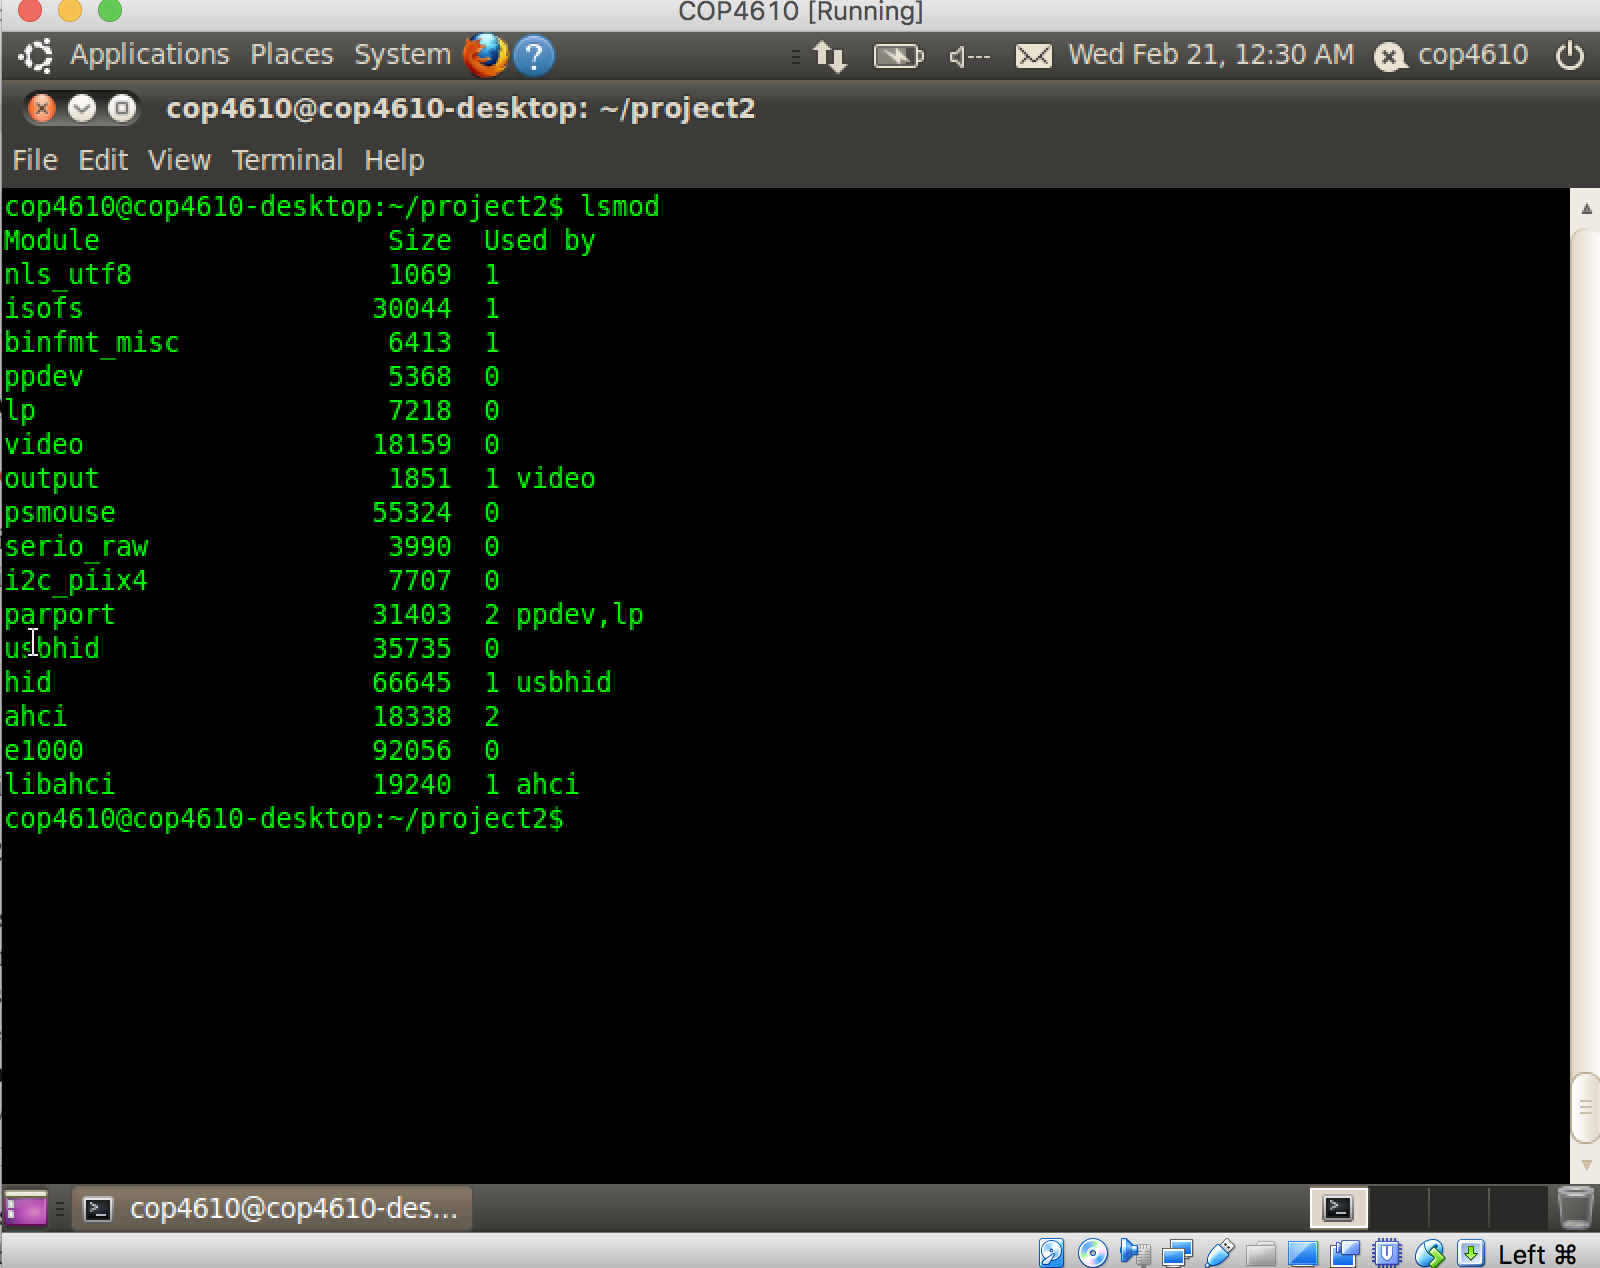 COP4610 [Running]
Applications Places System Wed Feb 21, 12:30 AM cop4610
cop4610@cop4610-desktop: ~/project2
File Edit View Terminal Help
cop4610@cop4610-desktop:~/project2$ lsmod
Module Size Used by
nls_utf8 1069 1
isofs 30044 1
binfmt_misc 6413 1
ppdev 5368 0
lp 7218 0
video 18159 0
output 1851 1 video
psmouse 55324 0
serio_raw 3990 0
i2c_piix4 7707 0
parport 31403 2 ppdev,lp
usbhid 35735 0
hid 66645 1 usbhid
ahci 18338 2
e1000 92056 0
libahci 19240 1 ahci
cop4610@cop4610-desktop:~/project2$
cop4610@cop4610-des...
Left ⌘